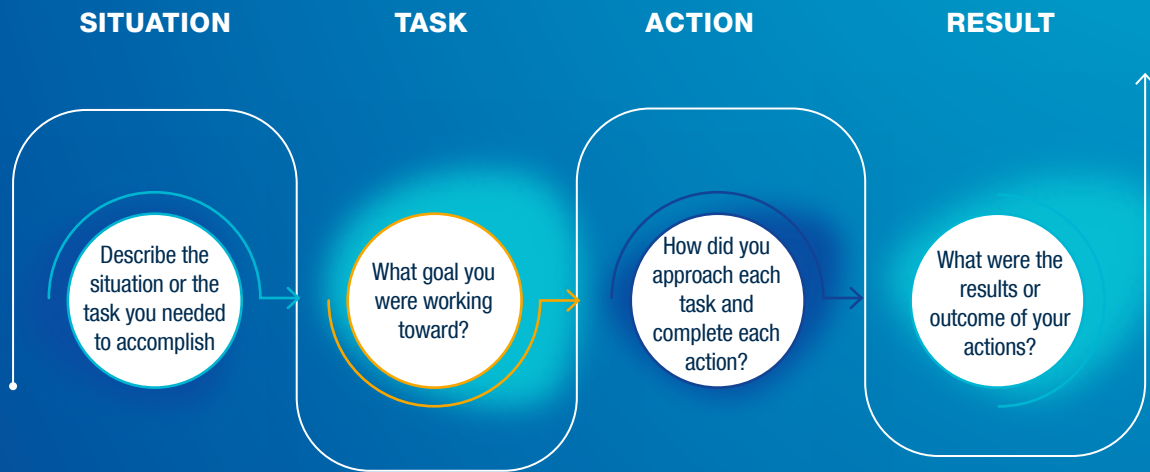 SITUATION
TASK
ACTION
RESULT
Describe the
situation or the
task you needed
to accomplish
What goal you
were working
toward?
How did you
approach each
task and
complete each
action?
What were the
results or
outcome of your
actions?